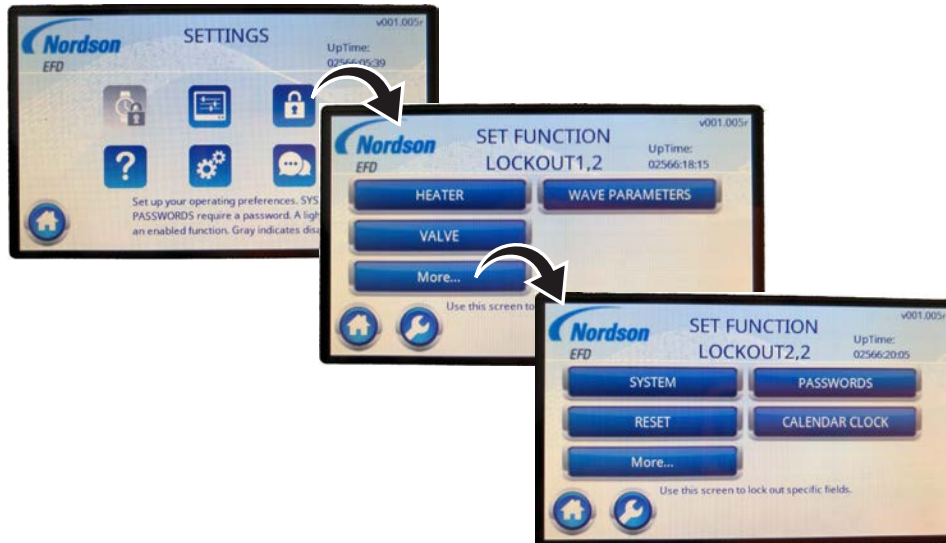 v001.005r
Nordson
EFD
SETTINGS
UpTime:
02566:05:39
?
Set up your operating preferences. SYS
PASSWORDS require a password. A ligh
an enabled function. Gray indicates disa
v001.005r
Nordson
EFD
SET FUNCTION
LOCKOUT1,2
UpTime:
02566:18:15
HEATER
WAVE PARAMETERS
VALVE
More...
Use this screen to
v001.005r
Nordson
EFD
SET FUNCTION
LOCKOUT2,2
UpTime:
02566:20:05
SYSTEM
PASSWORDS
RESET
CALENDAR CLOCK
More...
Use this screen to lock out specific fields.